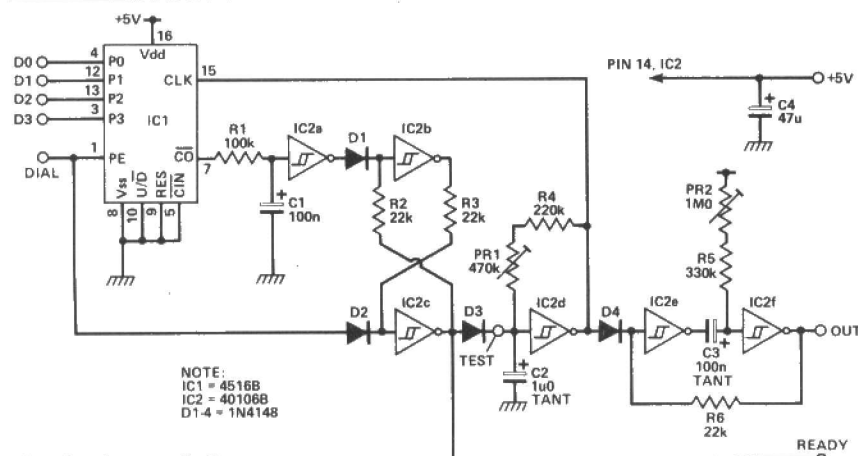 +5V
16
Vdd
D0 4 P0
D1 12 P1
D2 13 P2
D3 3 P3
DIAL 1 PE
IC1
CLK 15
CO 7
Vss
U/D
RES
CIN
8
10
9
5
R1
100k
C1
100n
+
IC2a
D1
IC2b
R2
22k
R3
22k
D2
IC2c
D3
TEST
PR1
470k
R4
220k
IC2d
+
C2
1u0
TANT
D4
IC2e
C3
100n
TANT
+
IC2f
PR2
1M0
R5
330k
R6
22k
OUT
PIN 14, IC2
+5V
+
C4
47u
NOTE:
IC1 = 4516B
IC2 = 40106B
D1-4 = 1N4148
READY